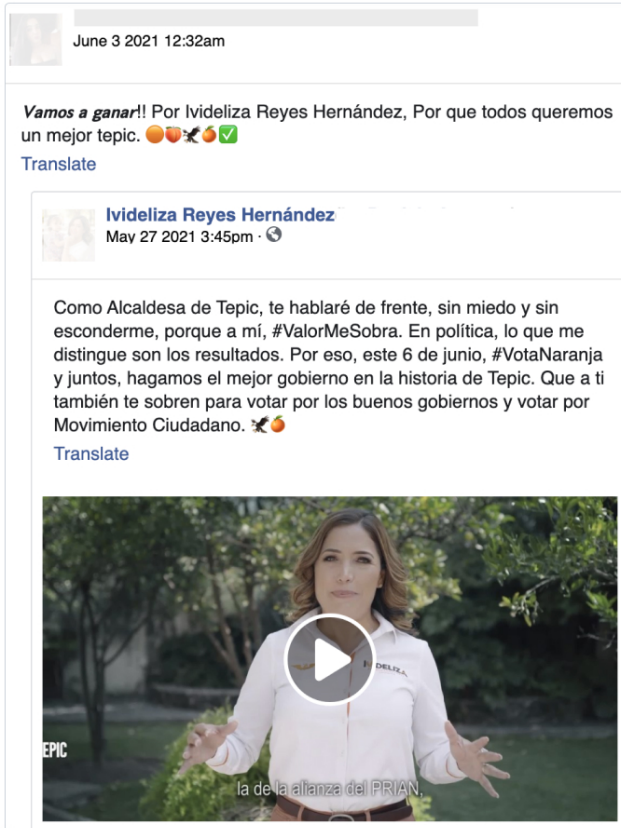 June 3 2021 12:32am
Vamos a ganar!! Por Ivideliza Reyes Hernández, Por que todos queremos
un mejor tepic. 🟠🍑🦅🍊✅
Translate
Ivideliza Reyes Hernández
May 27 2021 3:45pm ·
Como Alcaldesa de Tepic, te hablaré de frente, sin miedo y sin
esconderme, porque a mí, #ValorMeSobra. En política, lo que me
distingue son los resultados. Por eso, este 6 de junio, #VotaNaranja
y juntos, hagamos el mejor gobierno en la historia de Tepic. Que a ti
también te sobren para votar por los buenos gobiernos y votar por
Movimiento Ciudadano. 🦅🍊
Translate
EPIC
la de la alianza del PRIAN,